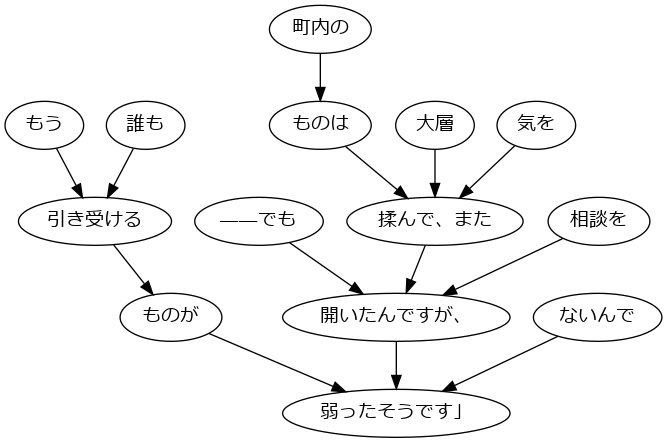 町内の
もう
誰も
ものは
大層
気を
引き受ける
——でも
揉んで、また
相談を
ものが
開いたんですが、
ないんで
弱ったそうです」